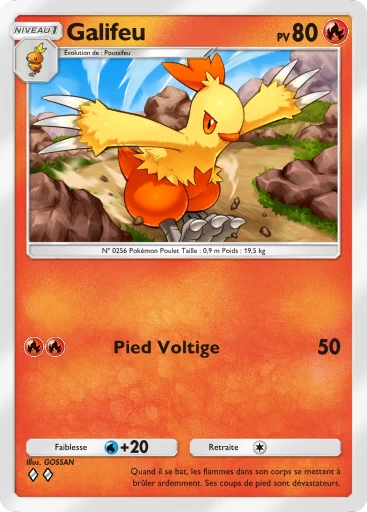 NIVEAU 1
Galifeu
PV 80
Évolution de : Poussifeu
N° 0256 Pokémon Poulet Taille : 0,9 m Poids : 19,5 kg
Pied Voltige 50
Faiblesse +20 Retraite
Illus. GOSSAN
Quand il se bat, les flammes dans son corps se mettent à
brûler ardemment. Ses coups de pied sont dévastateurs.